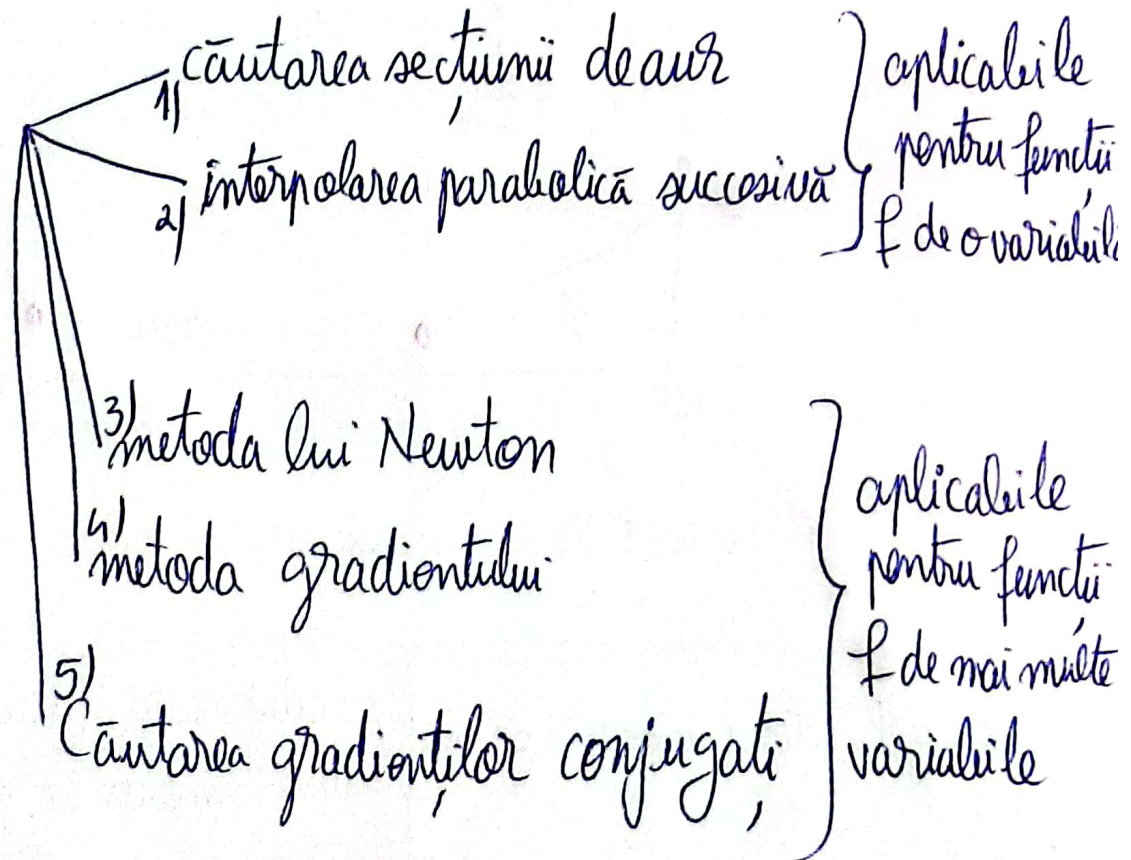 1) căutarea secțiunii de aur
2) interpolarea parabolică succesivă
aplicabile
pentru funcții
f de o variabilă
3) metoda lui Newton
4) metoda gradientului
5) Căutarea gradienților conjugați
aplicabile
pentru funcții
f de mai multe
variabile